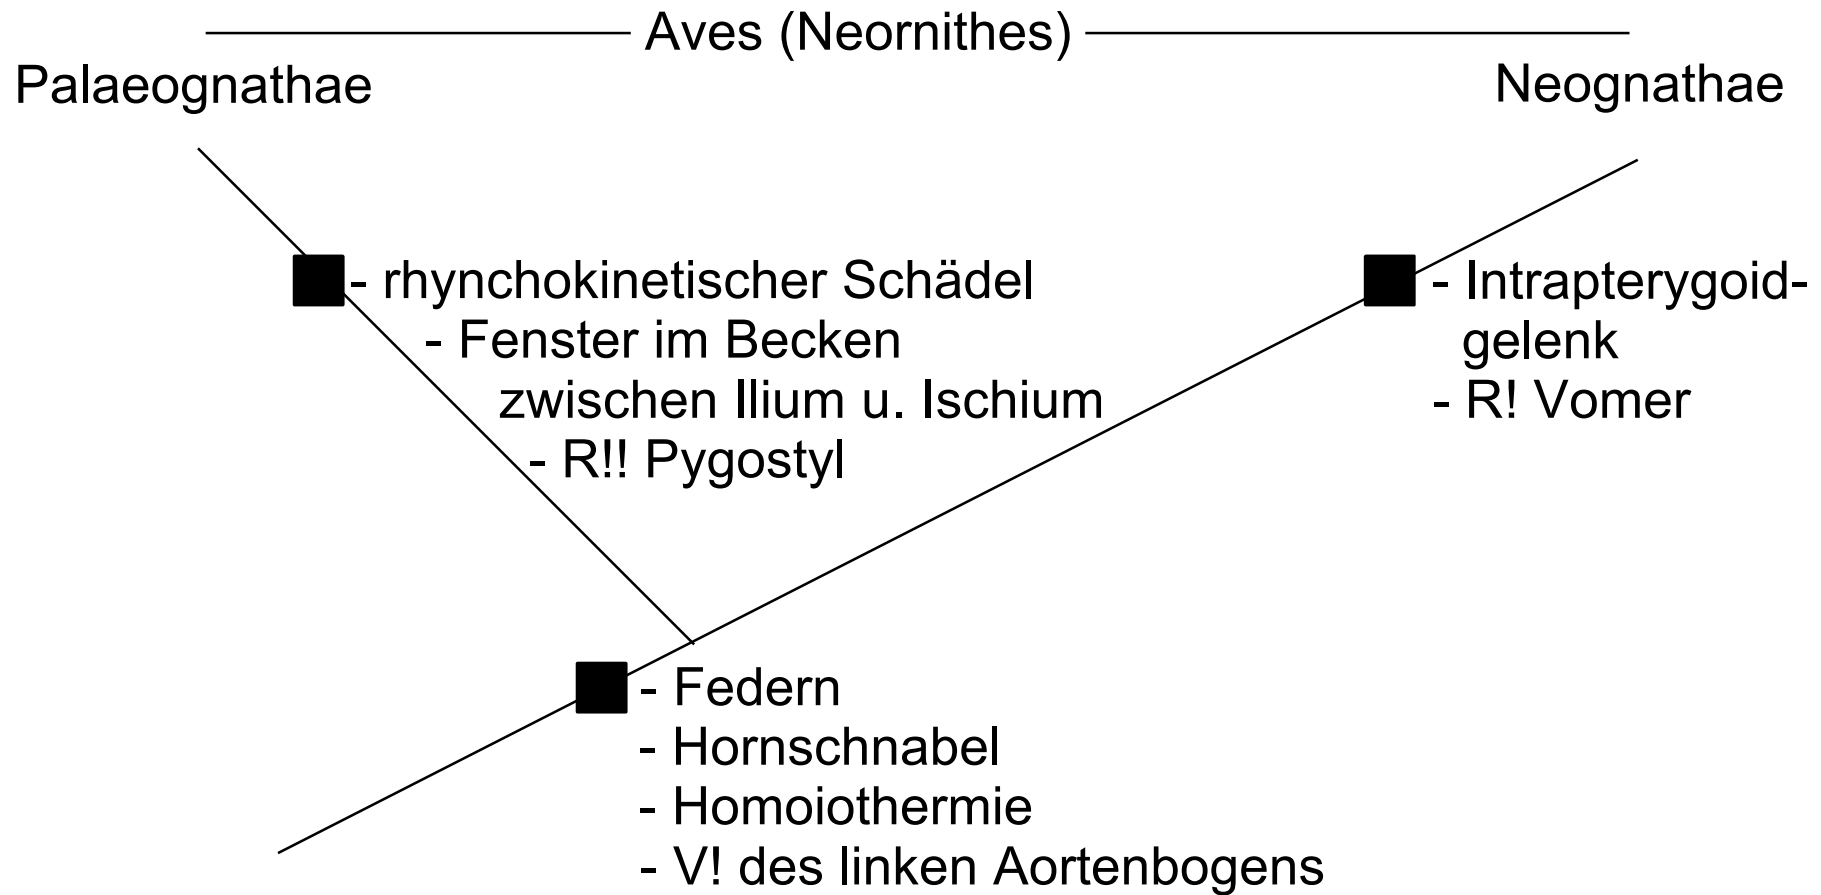 Aves (Neornithes)
Palaeognathae
Neognathae
- rhynchokinetischer Schädel
- Fenster im Becken
zwischen Ilium u. Ischium
- R!! Pygostyl
- Intrapterygoid-
gelenk
- R! Vomer
- Federn
- Hornschnabel
- Homoiothermie
- V! des linken Aortenbogens